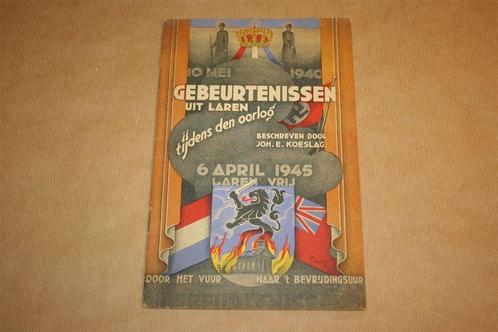 10 MEI 1940
GEBEURTENISSEN
UIT LAREN
tijdens den oorlog
BESCHREVEN DOOR
JOH. E. KOESLAG
6 APRIL 1945
LAREN VRIJ
DOOR HET VUUR NAAR 't BEVRIJDINGSUUR